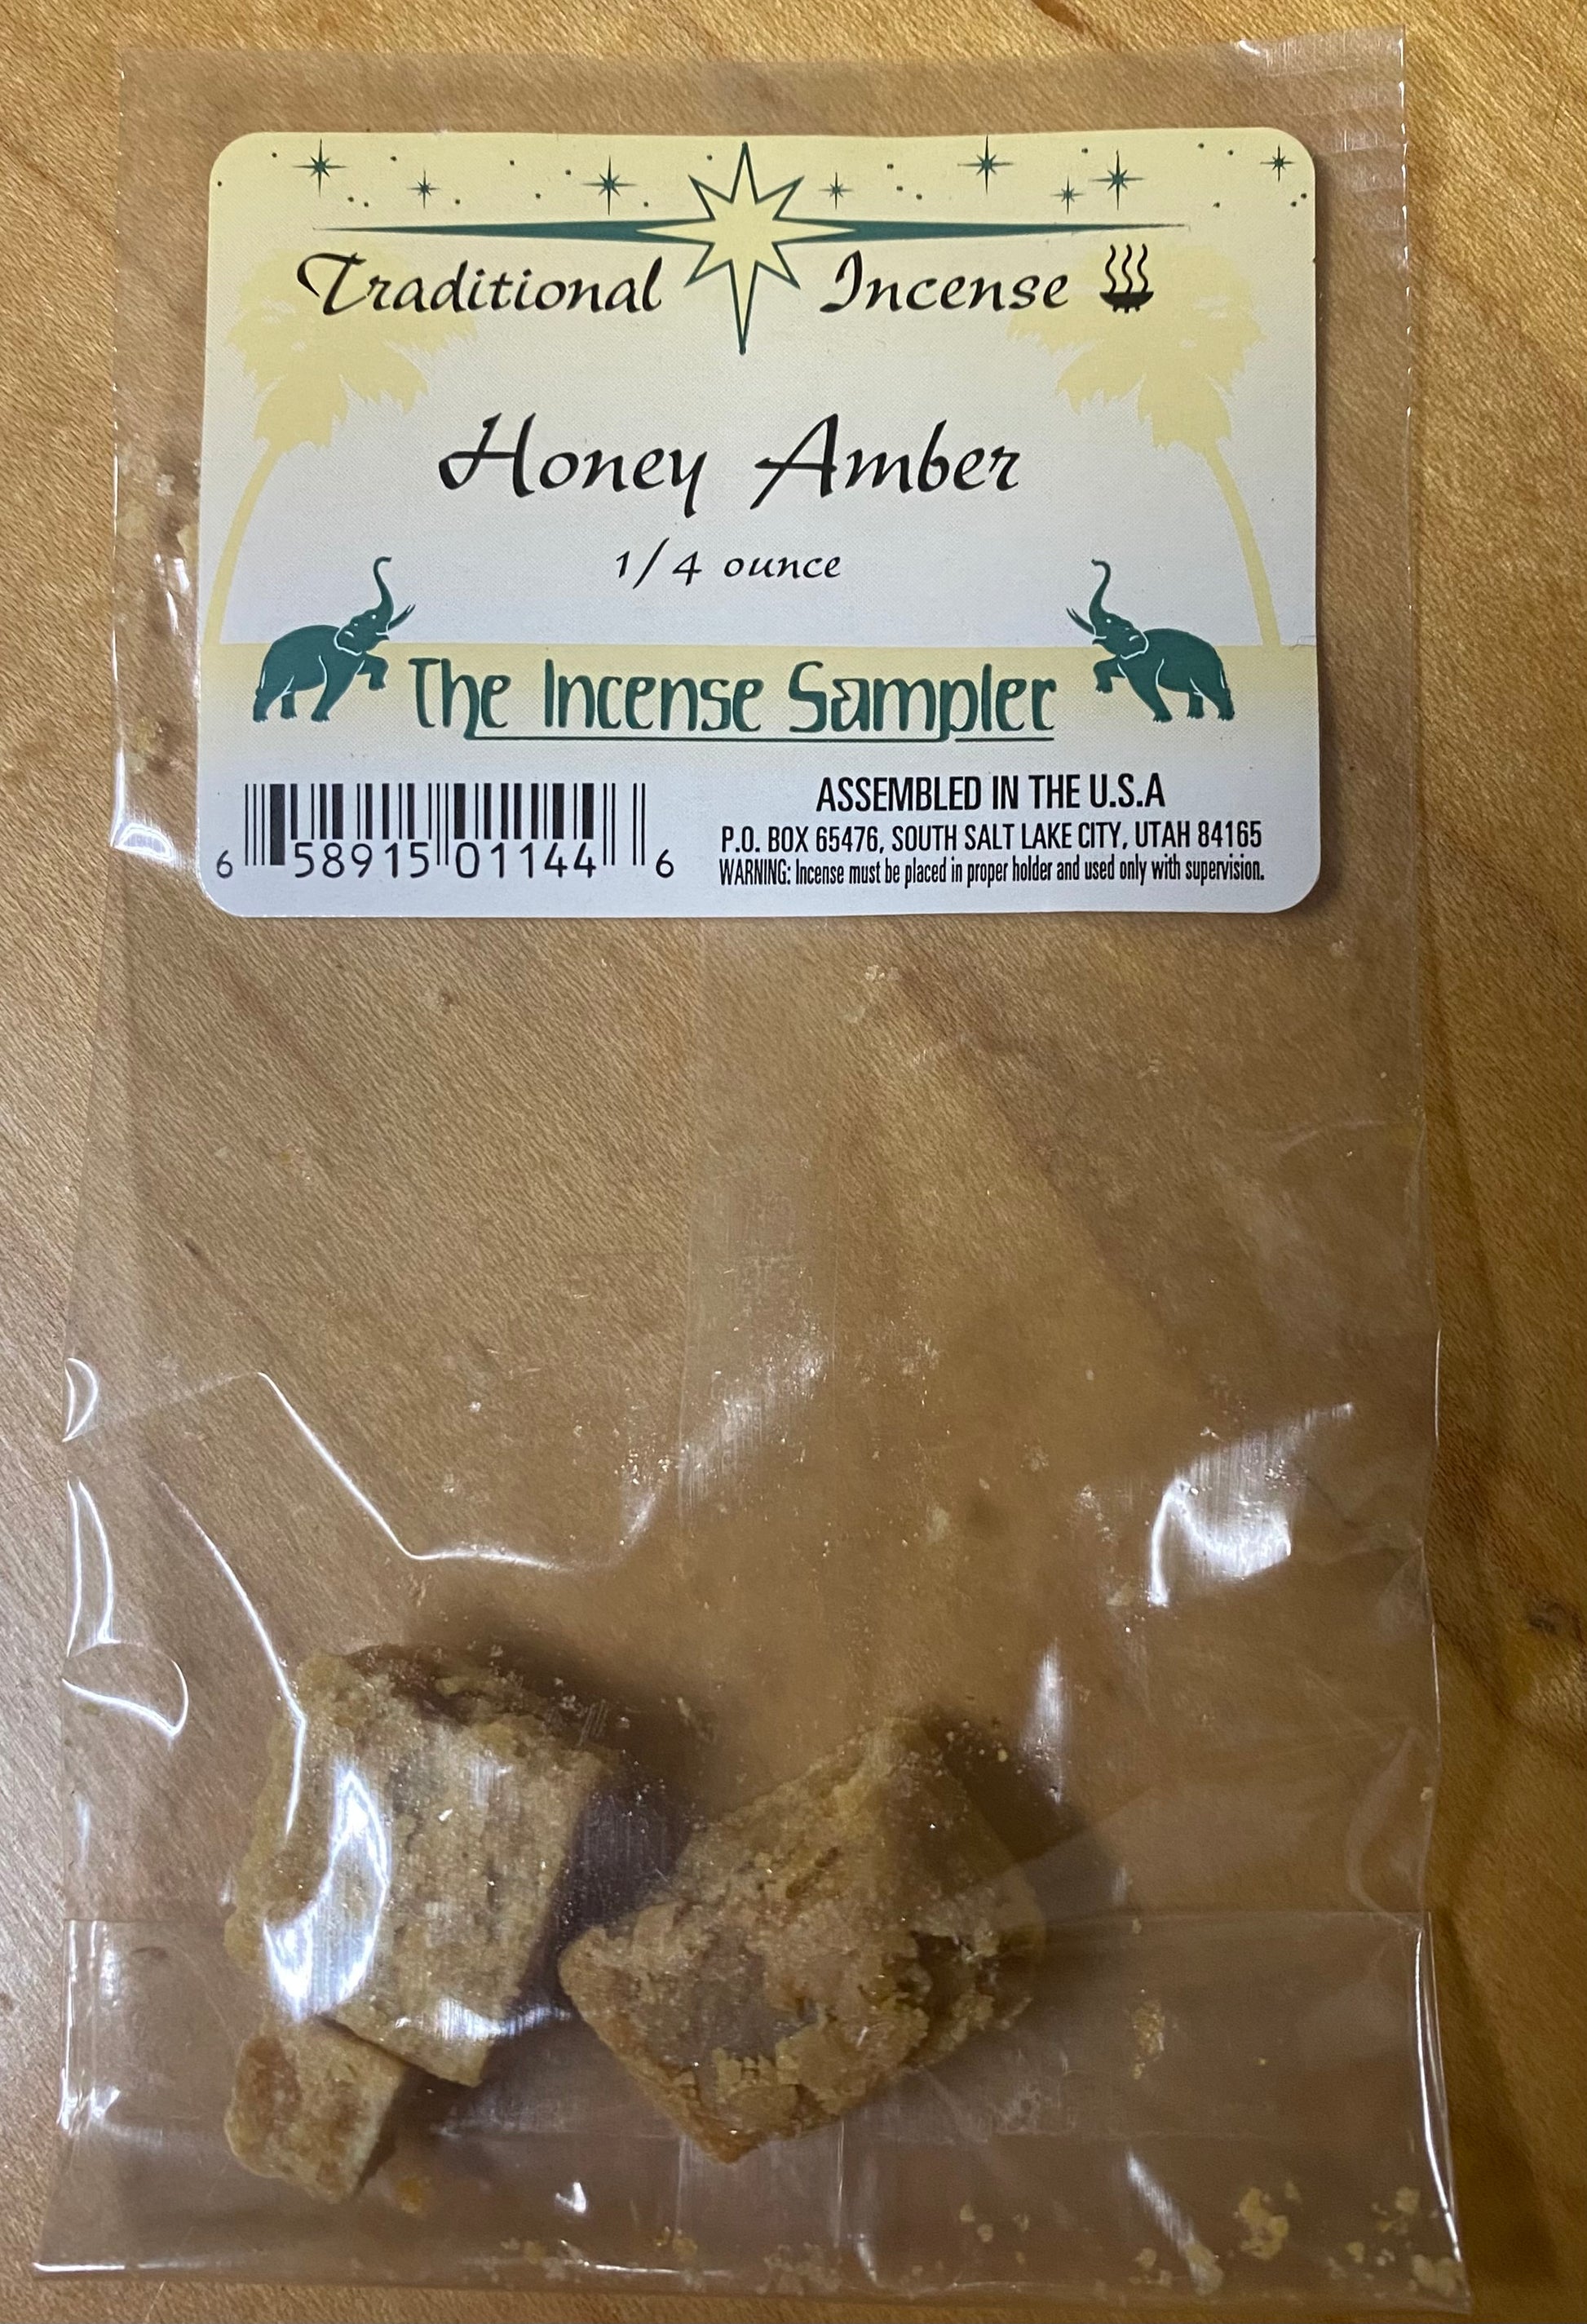 Traditional Incense
Honey Amber
1/4 ounce
The Incense Sampler
6 58915 01144 6
ASSEMBLED IN THE U.S.A
P.O. BOX 65476, SOUTH SALT LAKE CITY, UTAH 84165
WARNING: Incense must be placed in proper holder and used only with supervision.